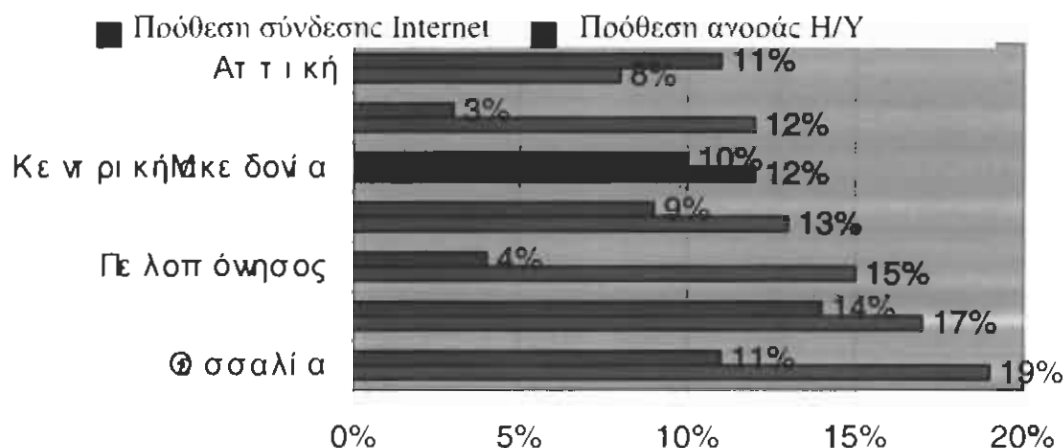 Πρόθεση σύνδεσης Internet Πρόθεση αγοράς Η/Υ
Αττική 11%
8%
3%
12%
Κεντρική Μακεδονία 10%
12%
9%
13%
Πελοπόννησος 4%
15%
14%
17%
Θεσσαλία 11%
19%
0% 5% 10% 15% 20%